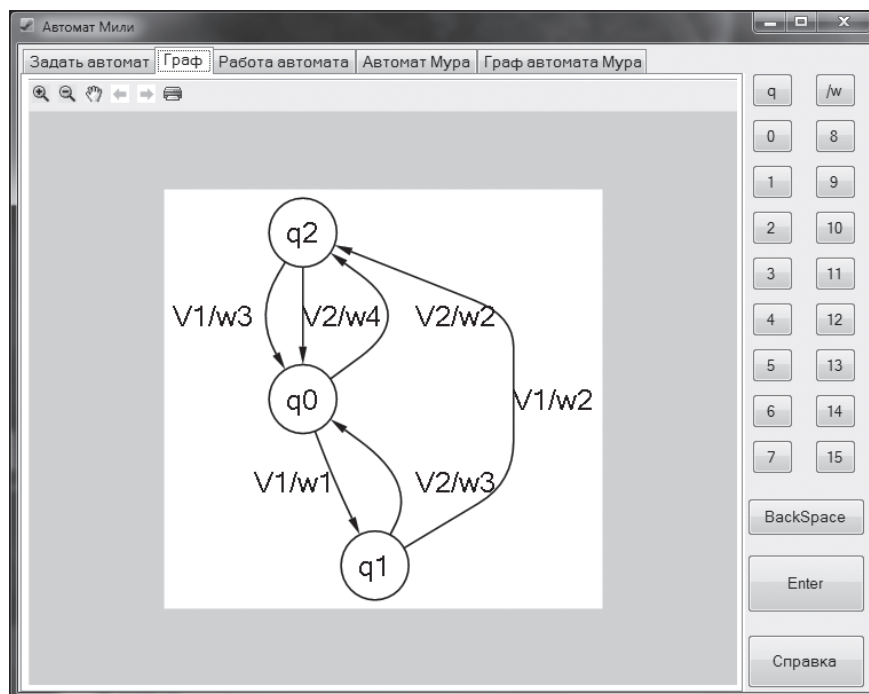 Автомат Мили
Задать автомат Граф Работа автомата Автомат Мура Граф автомата Мура
q /w
0 8
1 9
2 10
3 11
4 12
5 13
6 14
7 15
BackSpace
Enter
Справка
q2
V1/w3 V2/w4 V2/w2
q0
V1/w2
V1/w1 V2/w3
q1